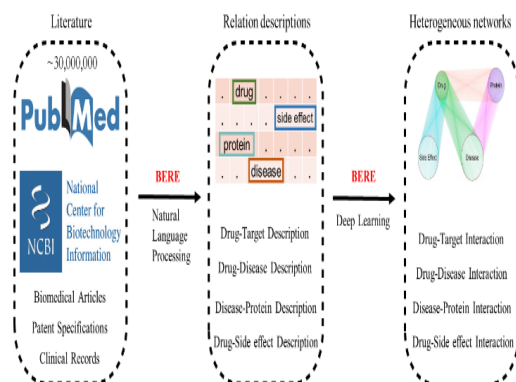 Literature
~30,000,000
PubMed
NCBI
National
Center for
Biotechnology
Information
Biomedical Articles
Patent Specifications
Clinical Records
BERE
Natural
Language
Processing
Relation descriptions
drug
side effect
protein
disease
Drug-Target Description
Drug-Disease Description
Disease-Protein Description
Drug-Side effect Description
BERE
Deep Learning
Heterogeneous networks
Drug
Protein
Side Effect
Disease
Drug-Target Interaction
Drug-Disease Interaction
Disease-Protein Interaction
Drug-Side effect Interaction